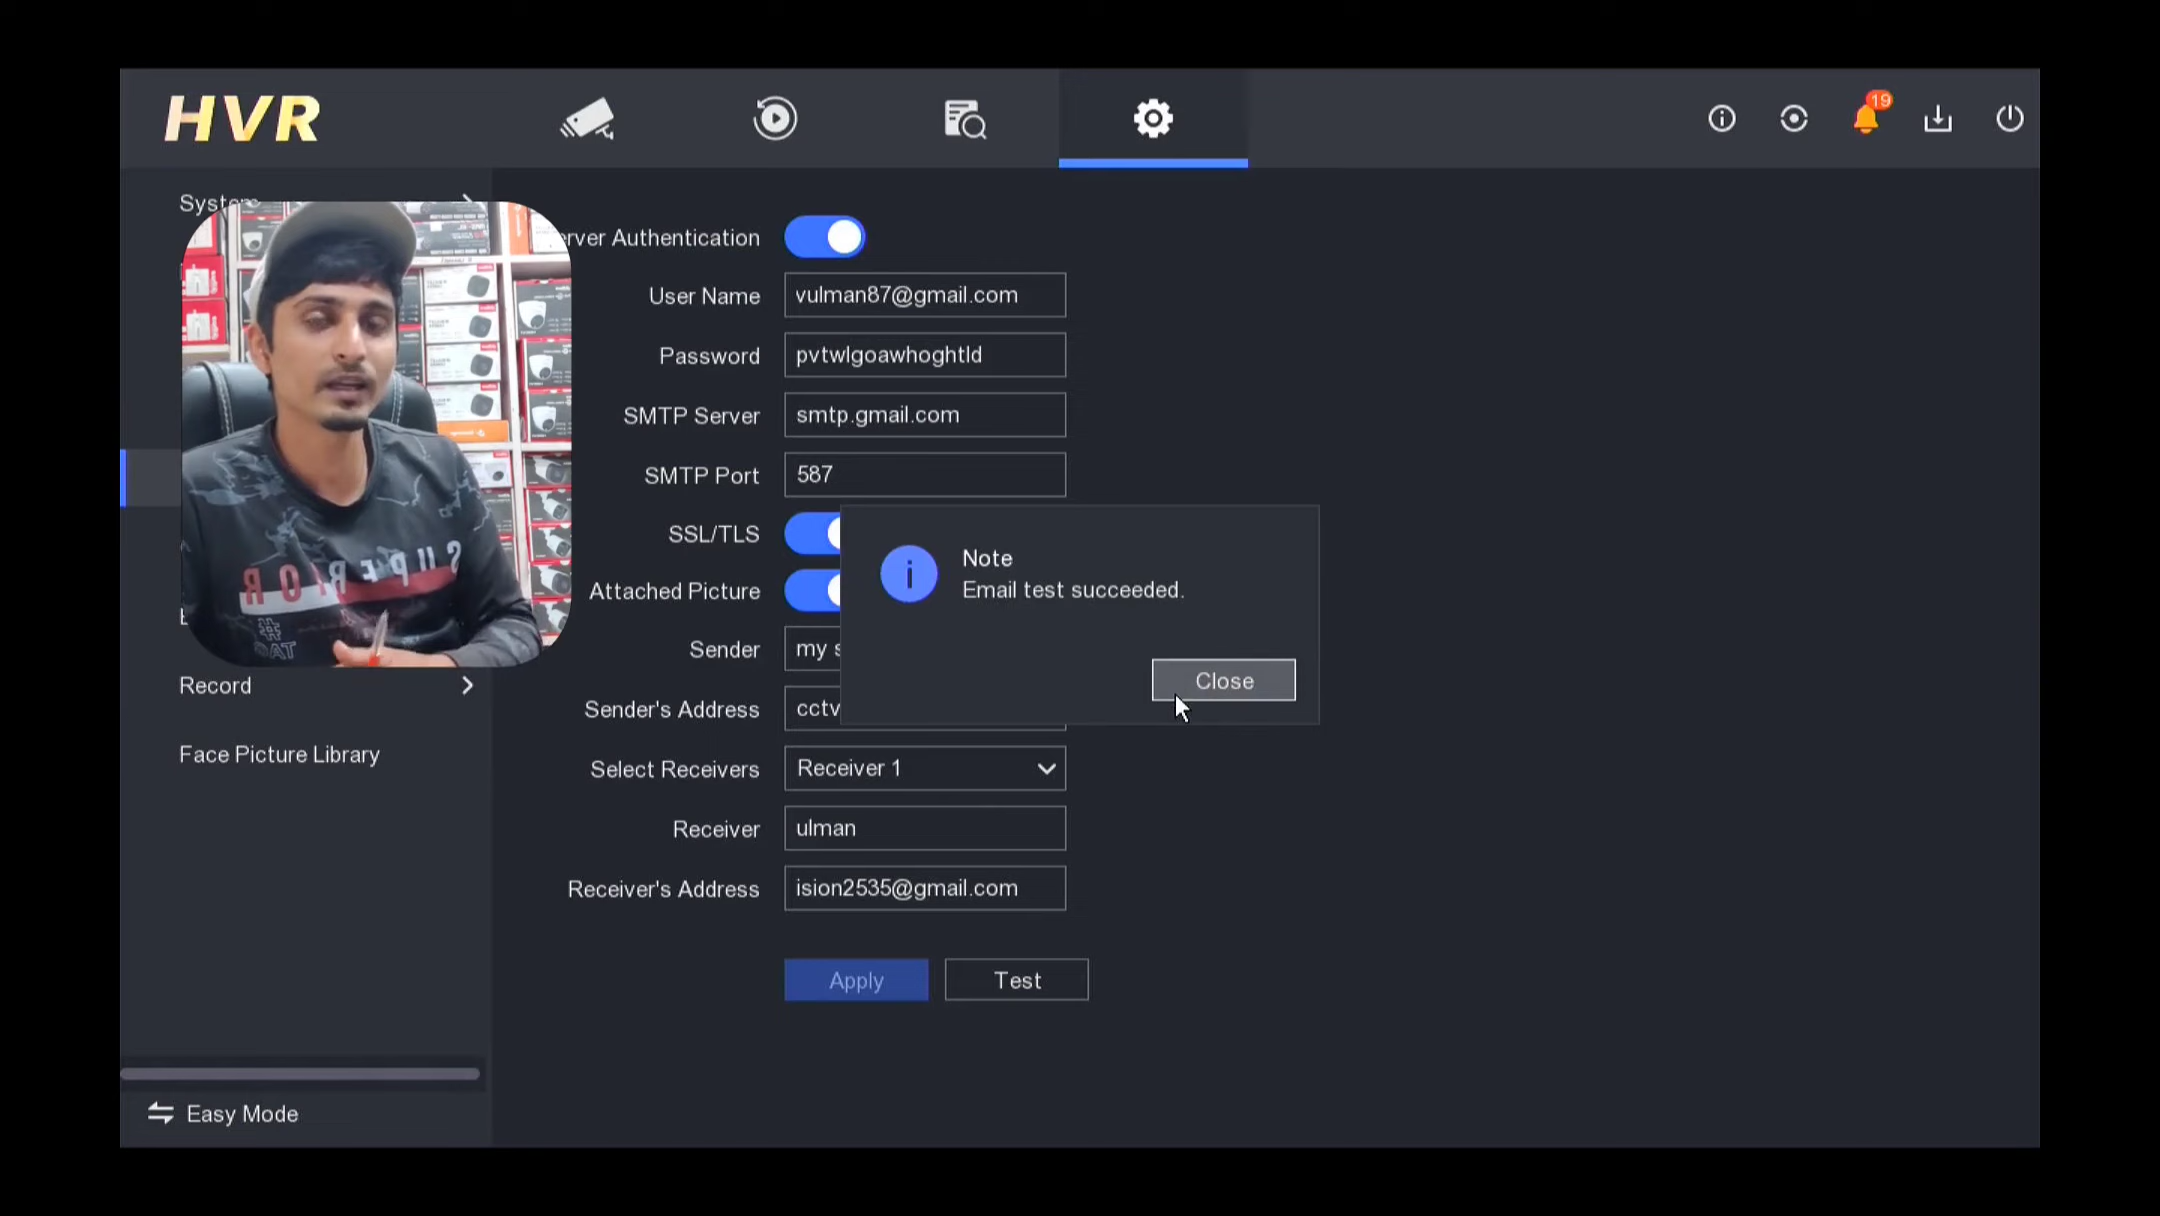 HVR
19
System
Server Authentication
User Name vulman87@gmail.com
Password pvtwlgoawhoghtld
SMTP Server smtp.gmail.com
SMTP Port 587
SSL/TLS
Note
Email test succeeded.
Attached Picture
Sender my s
Close
Record
Sender's Address cctv
Face Picture Library
Select Receivers Receiver 1
Receiver ulman
Receiver's Address ision2535@gmail.com
Apply Test
Easy Mode